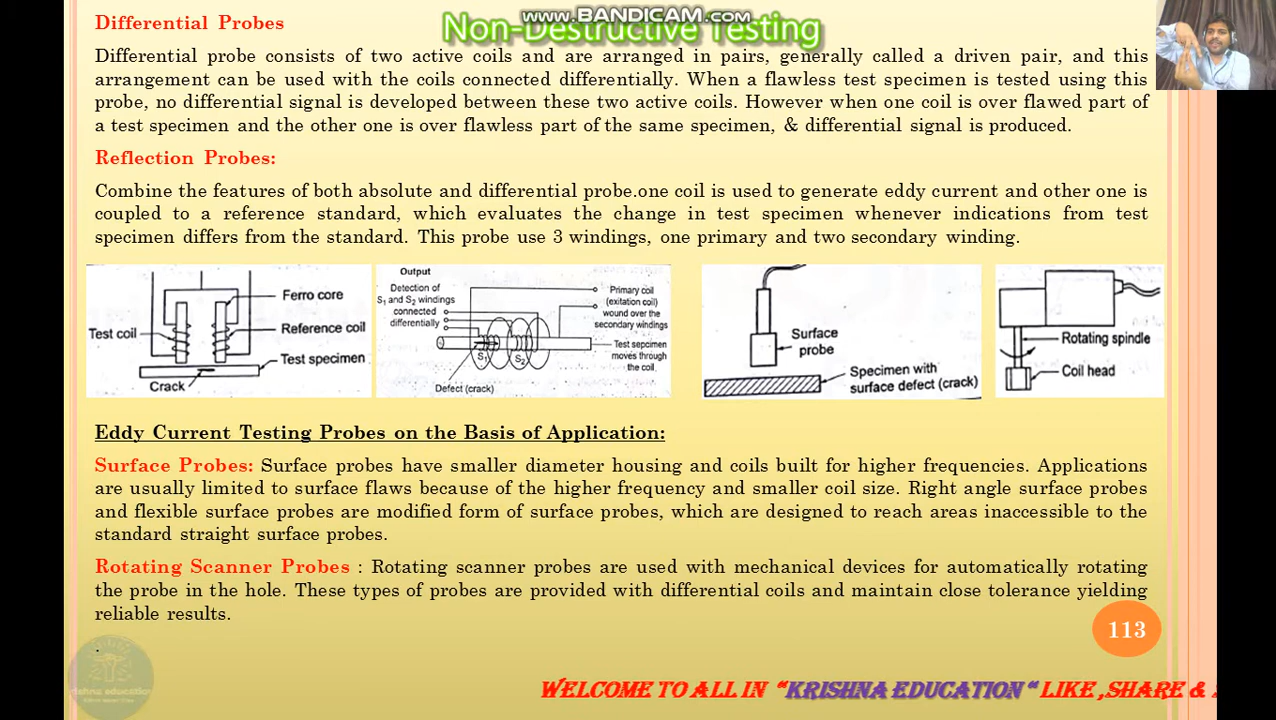 www.BANDICAM.com
Non-Destructive Testing
Differential Probes
Differential probe consists of two active coils and are arranged in pairs, generally called a driven pair, and this
arrangement can be used with the coils connected differentially. When a flawless test specimen is tested using this
probe, no differential signal is developed between these two active coils. However when one coil is over flawed part of
a test specimen and the other one is over flawless part of the same specimen, & differential signal is produced.
Reflection Probes:
Combine the features of both absolute and differential probe.one coil is used to generate eddy current and other one is
coupled to a reference standard, which evaluates the change in test specimen whenever indications from test
specimen differs from the standard. This probe use 3 windings, one primary and two secondary winding.
Ferro core
Test coil
Reference coil
Test specimen
Crack
Output
Detection of
S1 and S2 windings
connected
differentially
Primary coil
(exitation coil)
wound over the
secondary windings
Test sepcimen
moves through
the coil
S1
S2
Defect (crack)
Surface
probe
Specimen with
surface defect (crack)
Rotating spindle
Coil head
Eddy Current Testing Probes on the Basis of Application:
Surface Probes: Surface probes have smaller diameter housing and coils built for higher frequencies. Applications
are usually limited to surface flaws because of the higher frequency and smaller coil size. Right angle surface probes
and flexible surface probes are modified form of surface probes, which are designed to reach areas inaccessible to the
standard straight surface probes.
Rotating Scanner Probes : Rotating scanner probes are used with mechanical devices for automatically rotating
the probe in the hole. These types of probes are provided with differential coils and maintain close tolerance yielding
reliable results.
.
113
WELCOME TO ALL IN “KRISHNA EDUCATION“ LIKE ,SHARE &